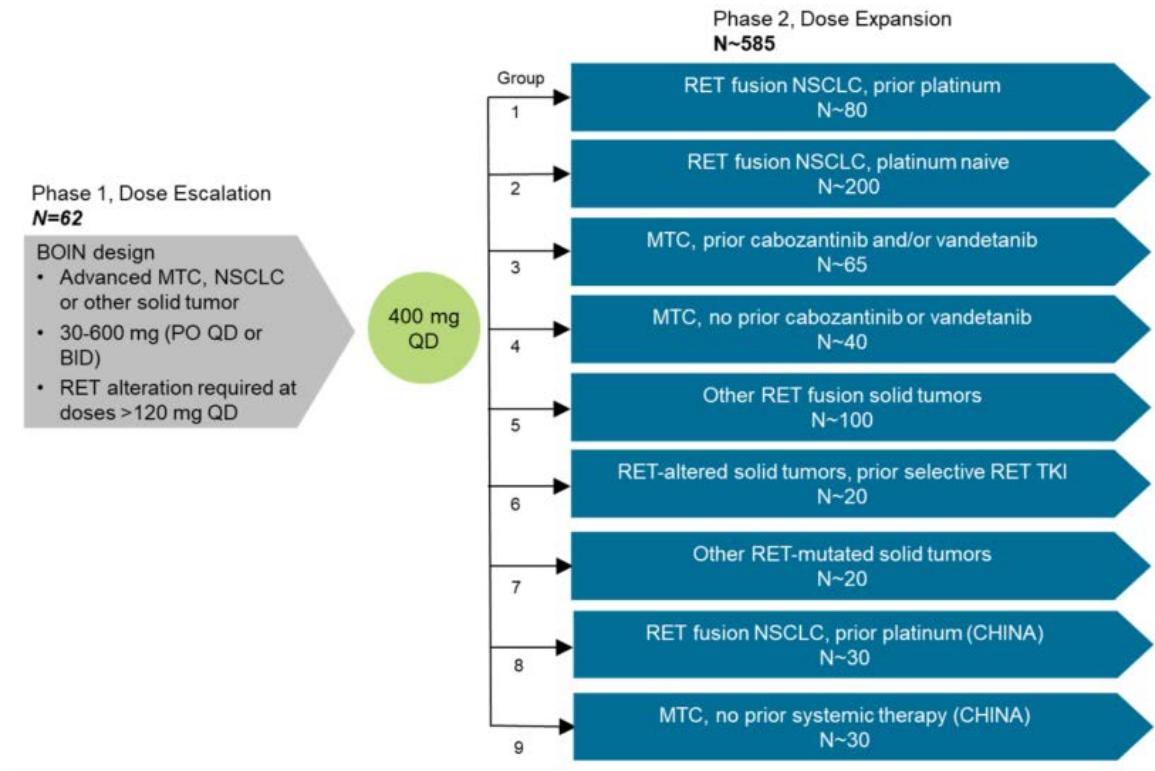 Phase 1, Dose Escalation
N=62
BOIN design
• Advanced MTC, NSCLC
or other solid tumor
• 30-600 mg (PO QD or
BID)
• RET alteration required at
doses >120 mg QD
400 mg
QD
Phase 2, Dose Expansion
N~585
Group
1
RET fusion NSCLC, prior platinum
N~80
2
RET fusion NSCLC, platinum naive
N~200
3
MTC, prior cabozantinib and/or vandetanib
N~65
4
MTC, no prior cabozantinib or vandetanib
N~40
5
Other RET fusion solid tumors
N~100
6
RET-altered solid tumors, prior selective RET TKI
N~20
7
Other RET-mutated solid tumors
N~20
8
RET fusion NSCLC, prior platinum (CHINA)
N~30
9
MTC, no prior systemic therapy (CHINA)
N~30